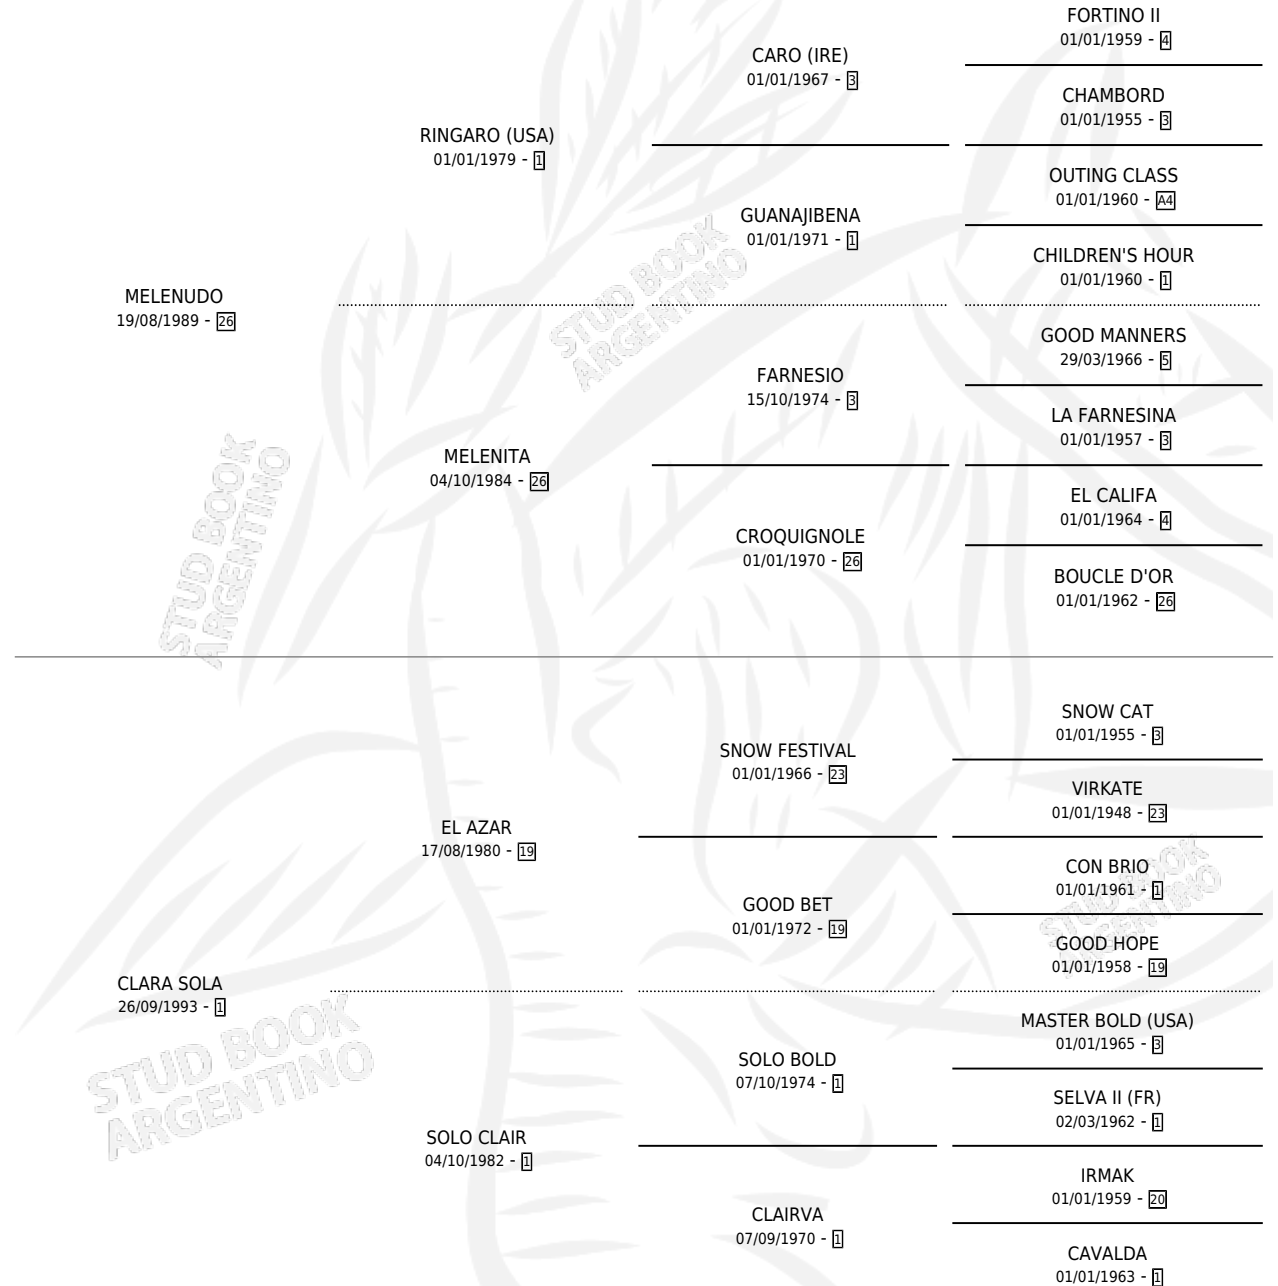 FORTINO II
01/01/1959 - 4
CARO (IRE)
01/01/1967 - 3
CHAMBORD
01/01/1955 - 3
RINGARO (USA)
01/01/1979 - 1
OUTING CLASS
01/01/1960 - A4
GUANAJIBENA
01/01/1971 - 1
CHILDREN'S HOUR
01/01/1960 - 1
MELENUDO
19/08/1989 - 26
GOOD MANNERS
29/03/1966 - 5
FARNESIO
15/10/1974 - 3
LA FARNESINA
01/01/1957 - 3
MELENITA
04/10/1984 - 26
EL CALIFA
01/01/1964 - 4
CROQUIGNOLE
01/01/1970 - 26
BOUCLE D'OR
01/01/1962 - 26
SNOW CAT
01/01/1955 - 3
SNOW FESTIVAL
01/01/1966 - 23
VIRKATE
01/01/1948 - 23
EL AZAR
17/08/1980 - 19
CON BRIO
01/01/1961 - 1
GOOD BET
01/01/1972 - 19
GOOD HOPE
01/01/1958 - 19
CLARA SOLA
26/09/1993 - 1
MASTER BOLD (USA)
01/01/1965 - 3
SOLO BOLD
07/10/1974 - 1
SELVA II (FR)
02/03/1962 - 1
SOLO CLAIR
04/10/1982 - 1
IRMAK
01/01/1959 - 20
CLAIRVA
07/09/1970 - 1
CAVALDA
01/01/1963 - 1
STUD BOOK
ARGENTINO
STUD BOOK
ARGENTINO
STUD BOOK
ARGENTINO
STUD BOOK
ARGENTINO